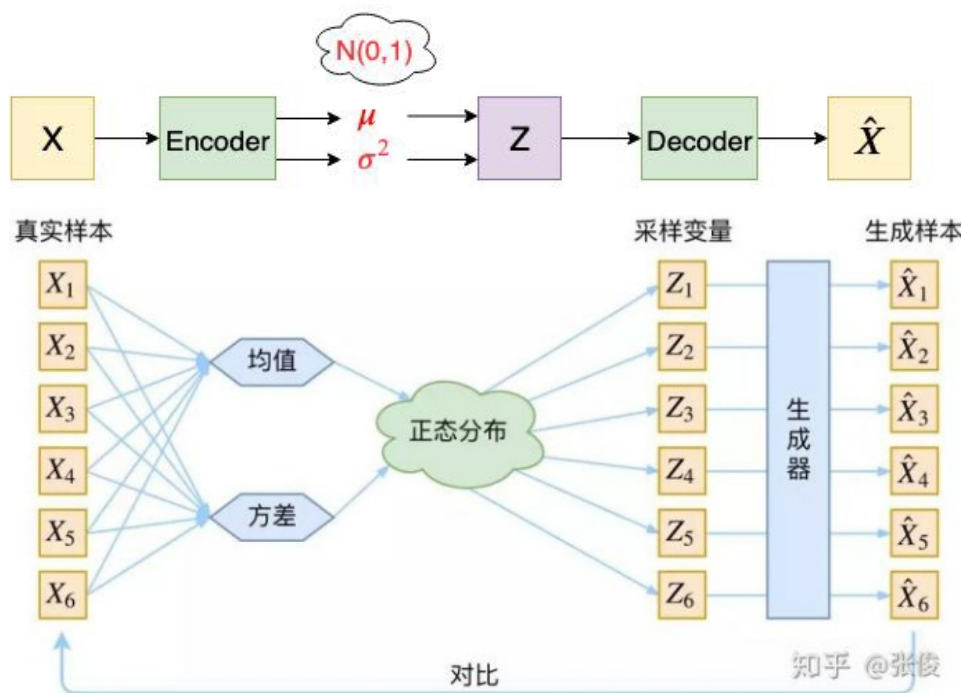 N(0,1)
X Encoder μ σ² Z Decoder X̂
真实样本 采样变量 生成样本
X₁ Z₁ X̂₁
X₂ 均值 Z₂ X̂₂
X₃ 正态分布 Z₃ 生成器 X̂₃
X₄ Z₄ X̂₄
X₅ 方差 Z₅ X̂₅
X₆ Z₆ X̂₆
对比
知乎 @张俊